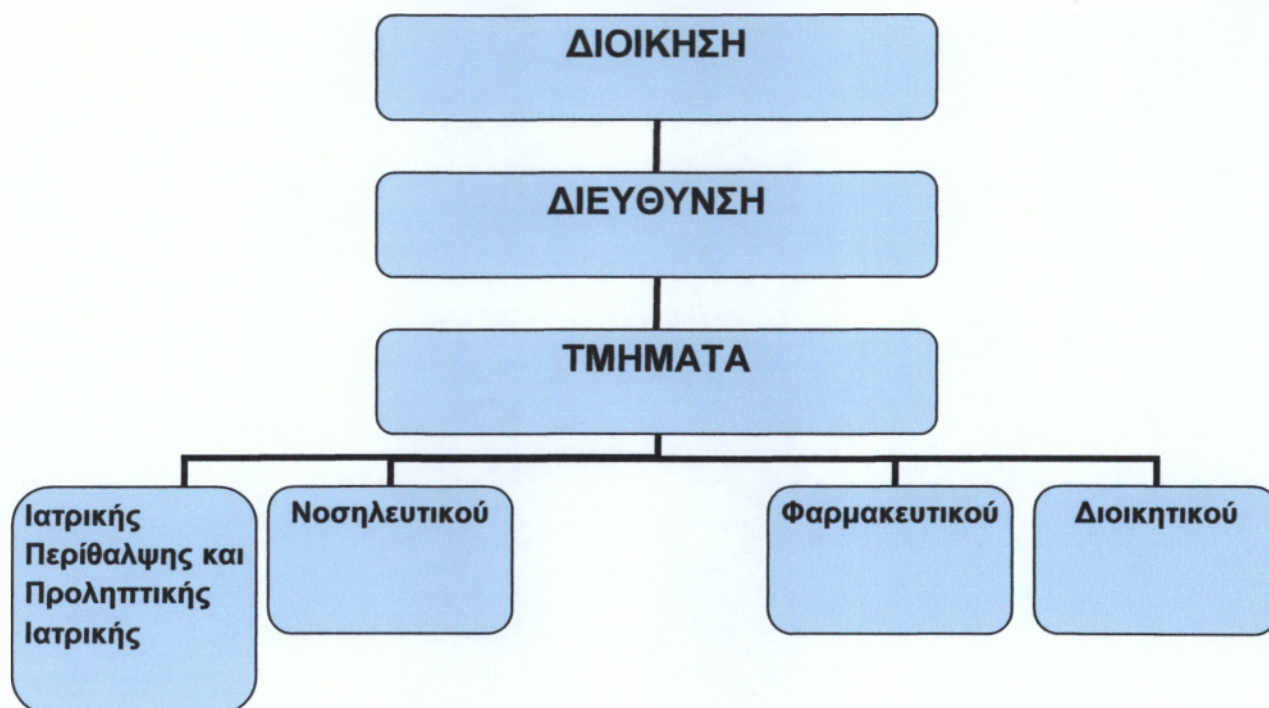 ΔΙΟΙΚΗΣΗ
ΔΙΕΥΘΥΝΣΗ
ΤΜΗΜΑΤΑ
Ιατρικής
Περίθαλψης και
Προληπτικής
Ιατρικής
Νοσηλευτικού
Φαρμακευτικού
Διοικητικού